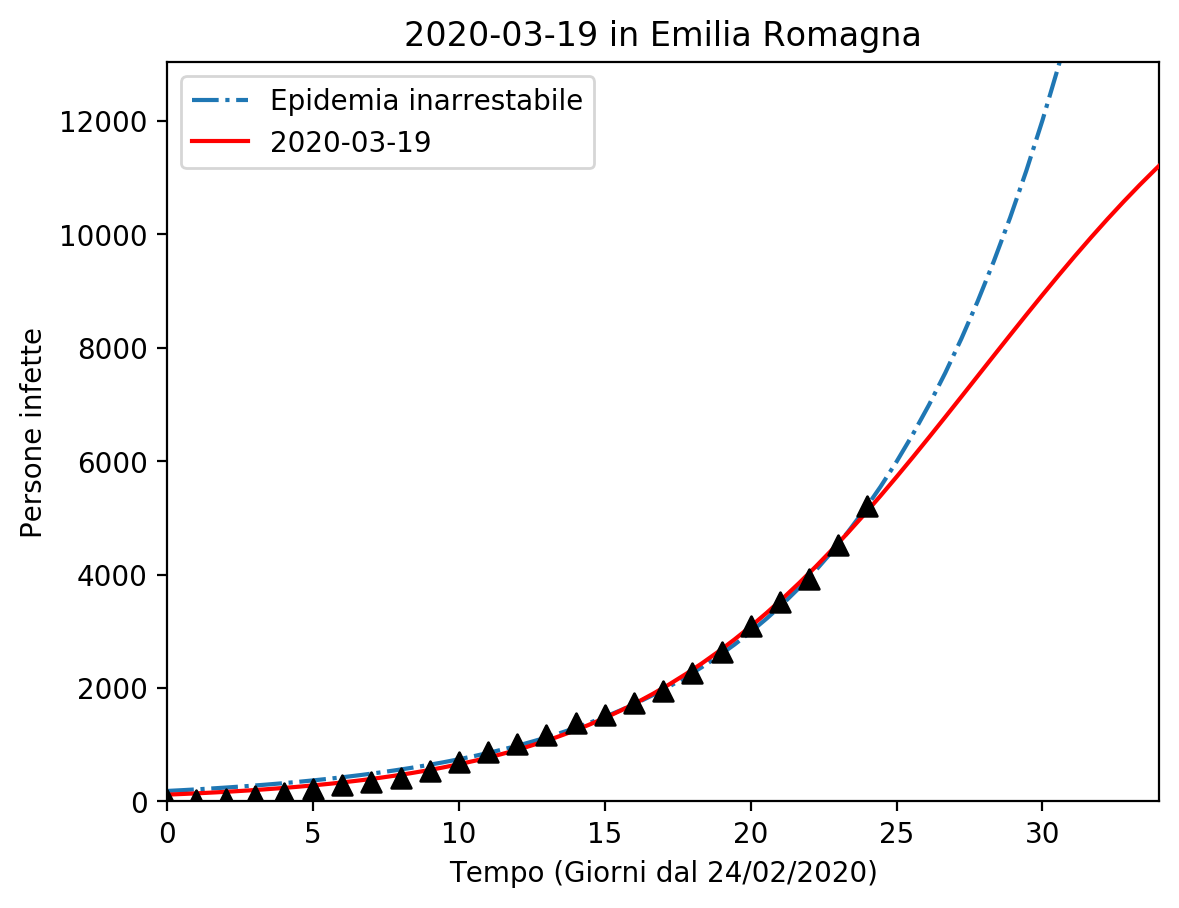 2020-03-19 in Emilia Romagna
Epidemia inarrestabile
2020-03-19
12000
10000
8000
6000
4000
2000
0
Persone infette
0 5 10 15 20 25 30
Tempo (Giorni dal 24/02/2020)